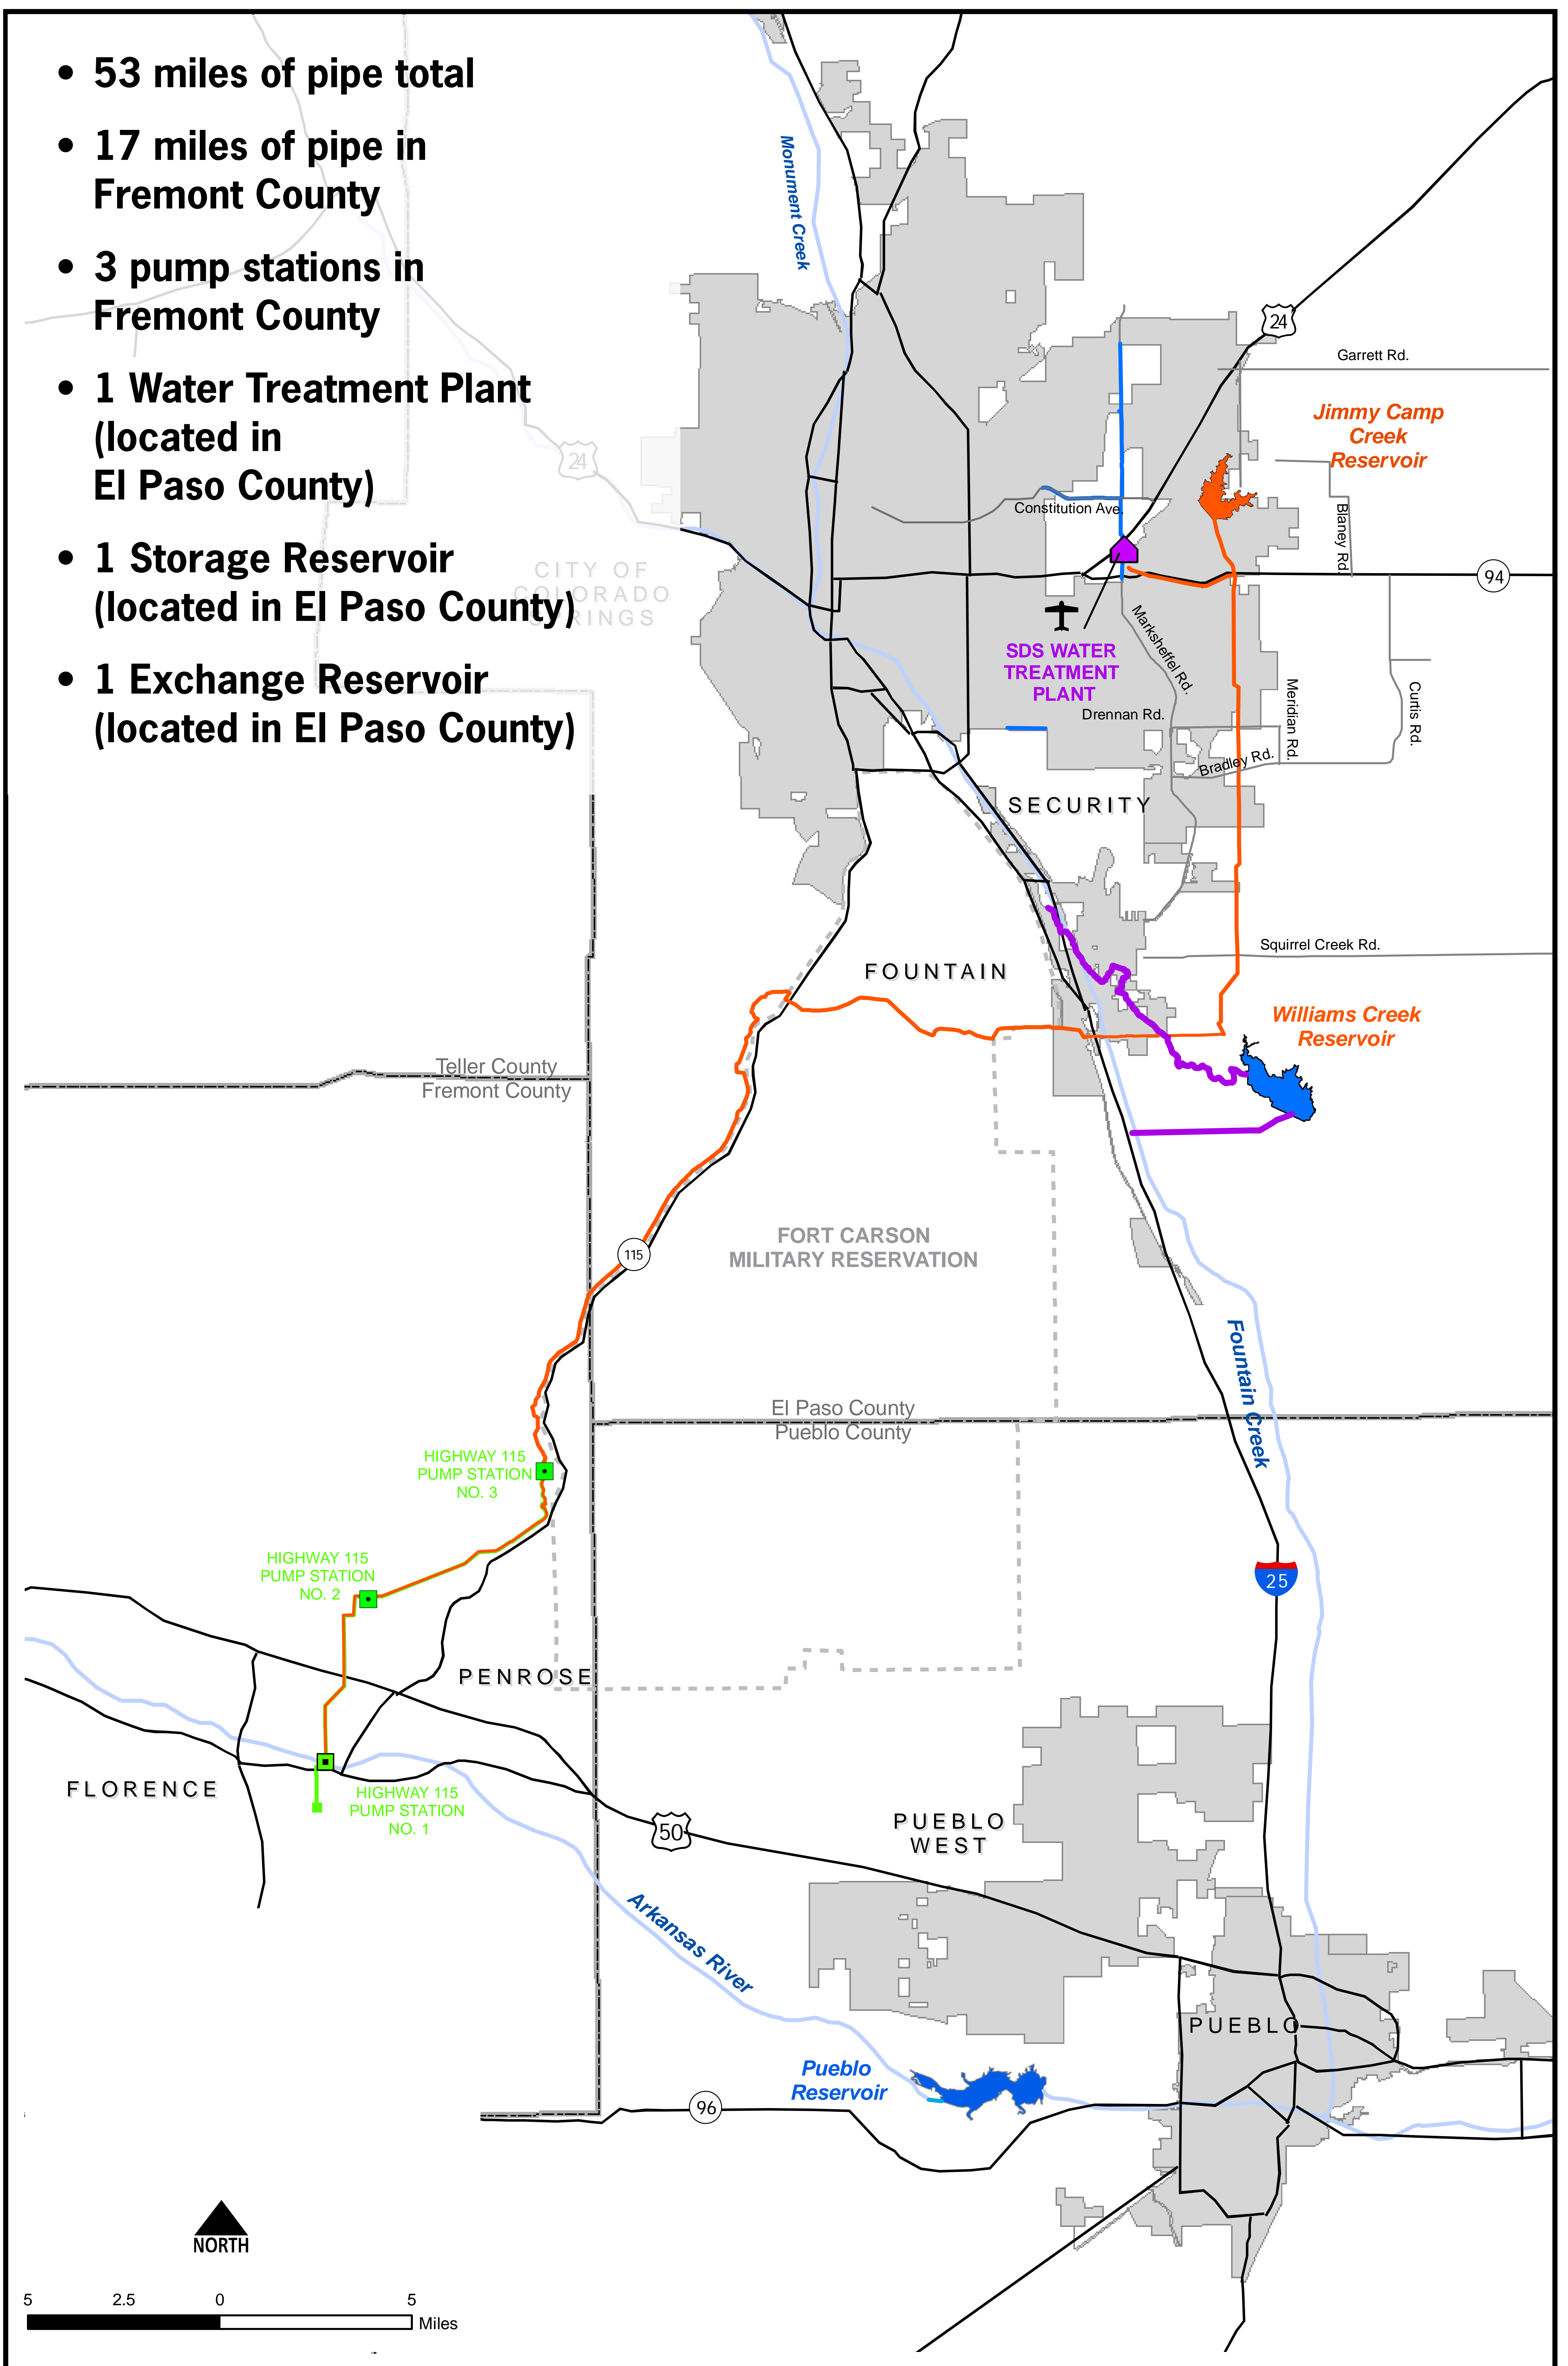 • 53 miles of pipe total
• 17 miles of pipe in
Fremont County
• 3 pump stations in
Fremont County
• 1 Water Treatment Plant
(located in
El Paso County)
• 1 Storage Reservoir
(located in El Paso County)
• 1 Exchange Reservoir
(located in El Paso County)
Monument Creek
24
Garrett Rd.
Jimmy Camp
Creek
Reservoir
24
Constitution Ave.
Blaney Rd.
CITY OF
COLORADO
SPRINGS
94
SDS WATER
TREATMENT
PLANT
Marksheffel Rd.
Drennan Rd.
Meridian Rd.
Curtis Rd.
Bradley Rd.
SECURITY
Squirrel Creek Rd.
FOUNTAIN
Williams Creek
Reservoir
Teller County
Fremont County
FORT CARSON
MILITARY RESERVATION
115
Fountain Creek
El Paso County
Pueblo County
HIGHWAY 115
PUMP STATION
NO. 3
HIGHWAY 115
PUMP STATION
NO. 2
25
PENROSE
FLORENCE
HIGHWAY 115
PUMP STATION
NO. 1
50
PUEBLO
WEST
Arkansas River
PUEBLO
Pueblo
Reservoir
96
NORTH
5 2.5 0 5
Miles